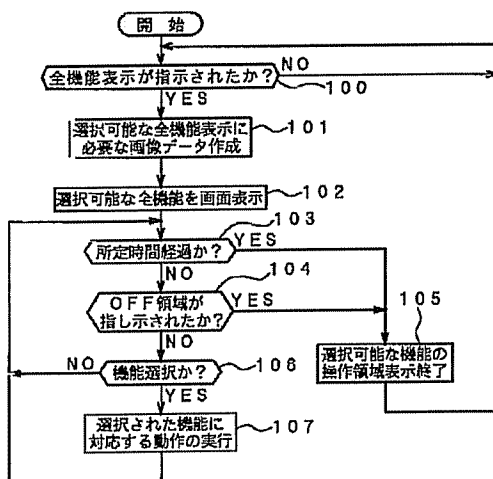 開始
全機能表示が指示されたか?
NO
100
YES
選択可能な全機能表示に
必要な画像データ作成
101
選択可能な全機能を画面表示
102
103
所定時間経過か?
YES
NO
104
OFF領域が
指し示されたか?
YES
NO
105
選択可能な機能の
操作領域表示終了
機能選択か?
NO
106
YES
選択された機能に
対応する動作の実行
107